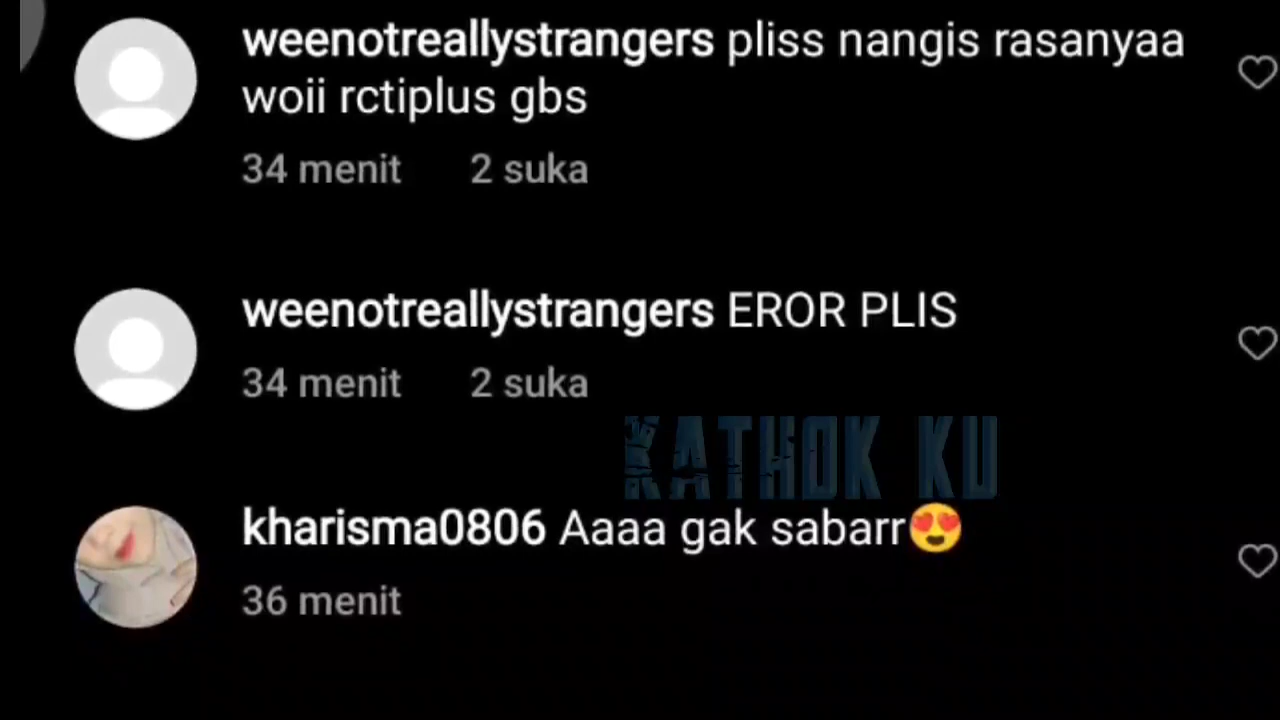 weenotreallystrangers pliss nangis rasanyaa
woii rctiplus gbs
34 menit 2 suka
weenotreallystrangers EROR PLIS
34 menit 2 suka
KATHOK KU
kharisma0806 Aaaa gak sabarr😍
36 menit